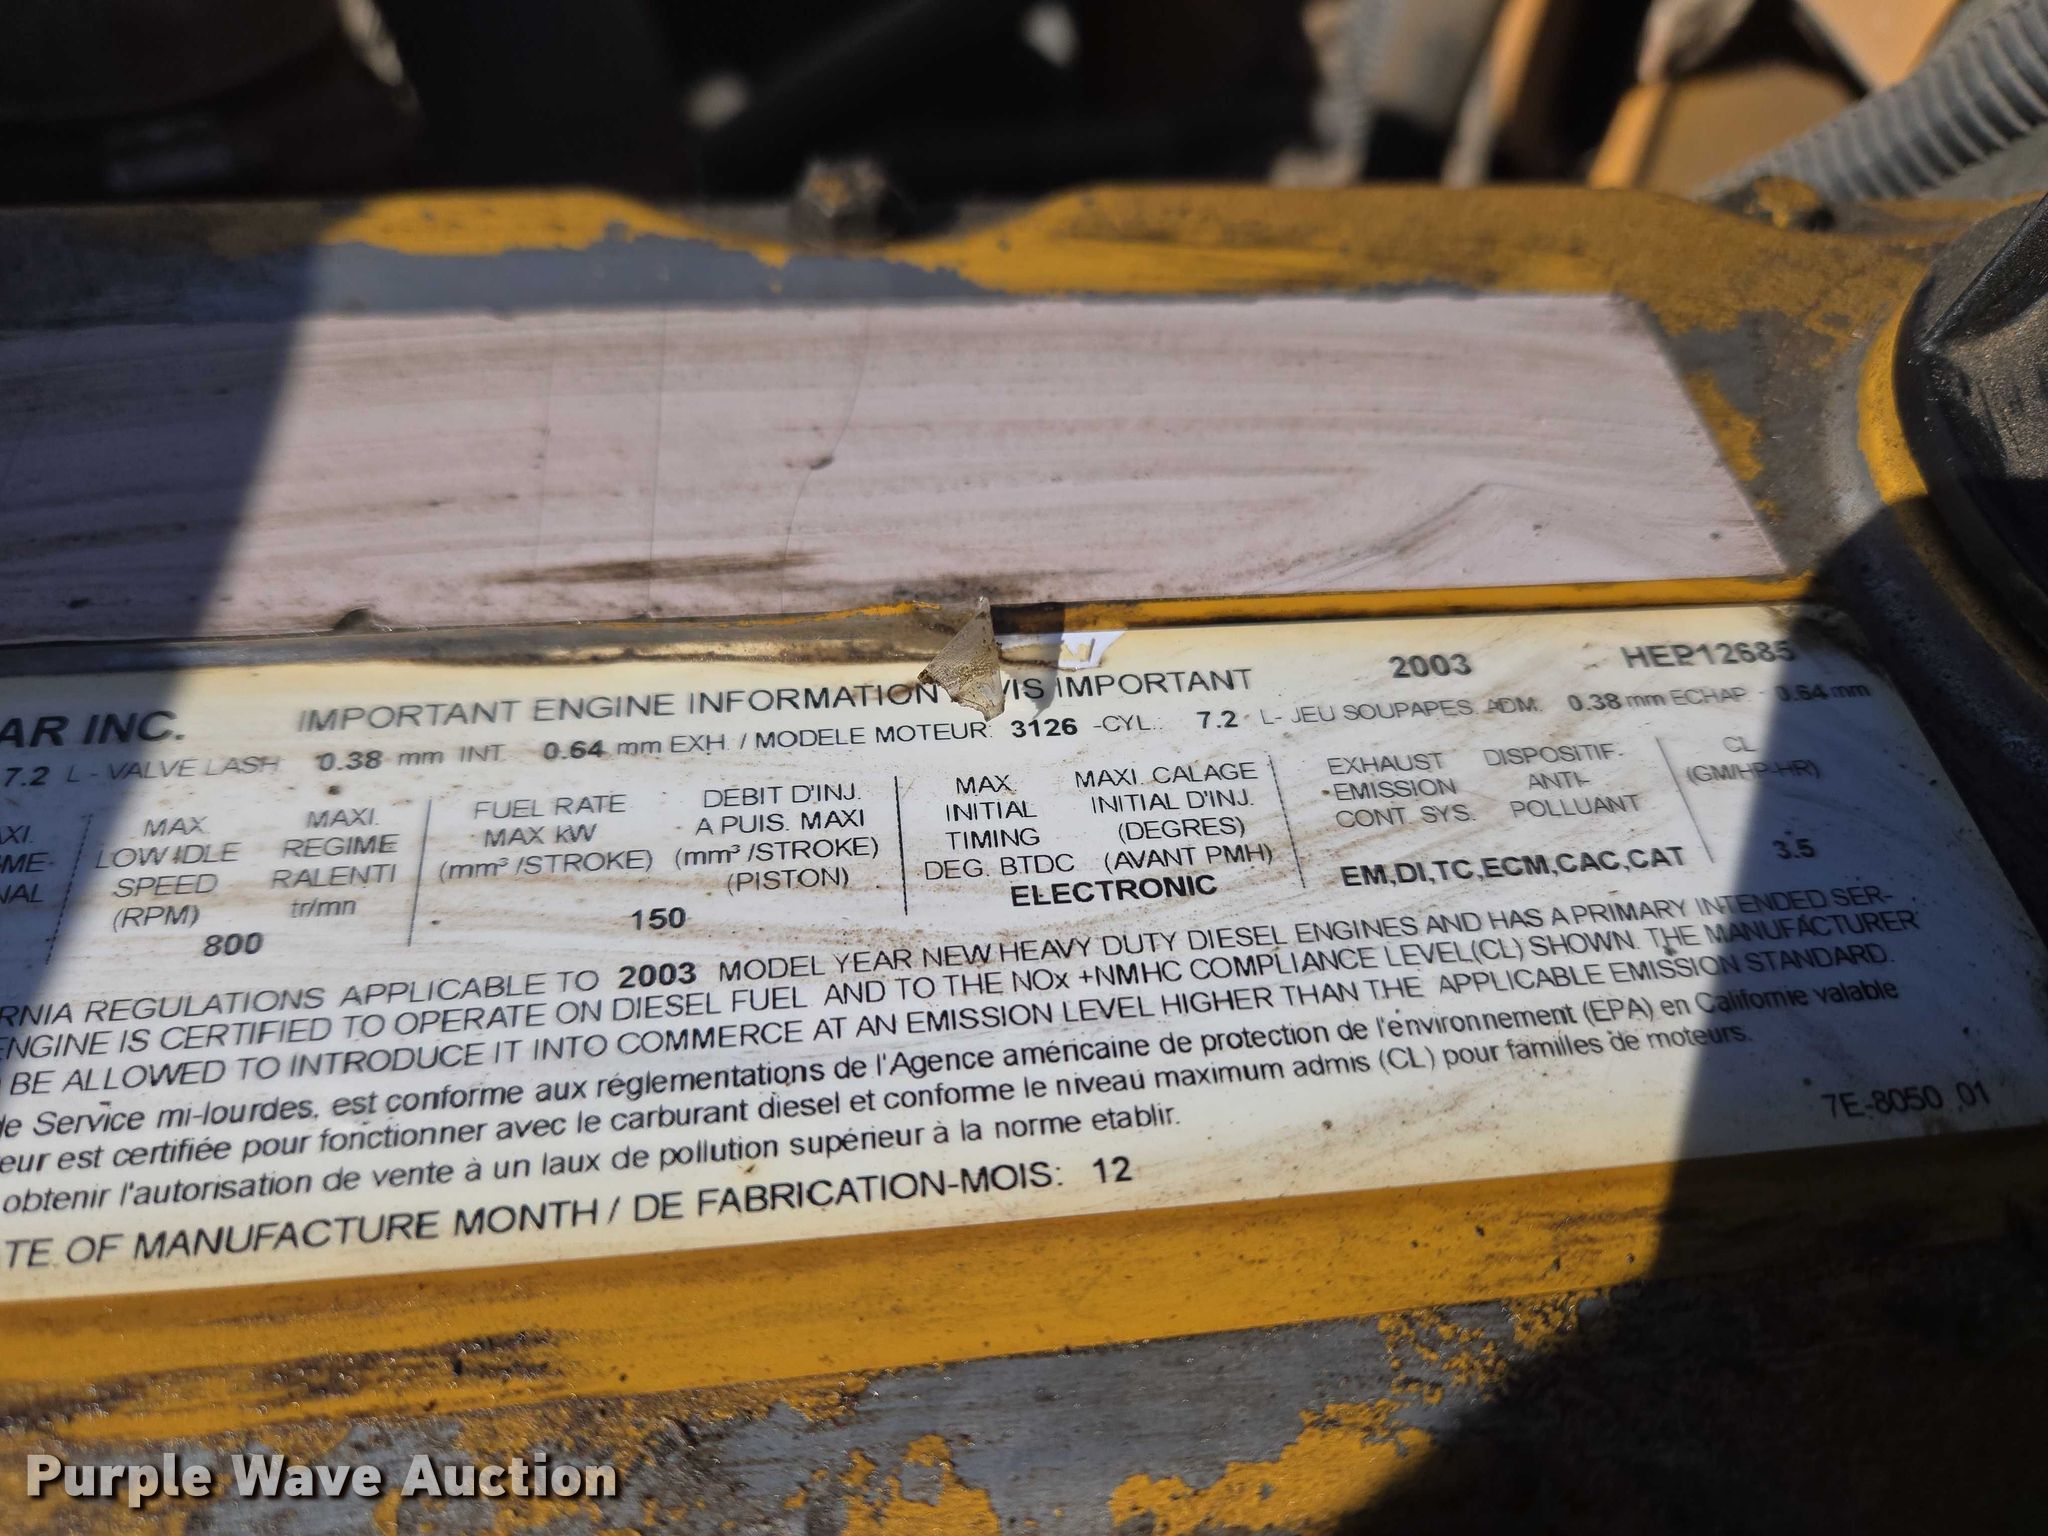 AR INC. IMPORTANT ENGINE INFORMATION VIS IMPORTANT 2003 HEP12685
7.2 L - VALVE LASH 0.38 mm INT. 0.64 mm EXH. / MODELE MOTEUR: 3126 -CYL.: 7.2 L- JEU SOUPAPES ADM. 0.38 mm ECHAP - 0.64 mm
XI. MAX. MAXI. FUEL RATE DEBIT D'INJ. MAX MAXI. CALAGE EXHAUST DISPOSITIF. CL
ME- LOW IDLE REGIME MAX kW A PUIS. MAXI INITIAL INITIAL D'INJ. EMISSION ANTI- (GM/HP-HR)
NAL SPEED RALENTI (mm³ /STROKE) (mm³ /STROKE) TIMING (DEGRES) CONT. SYS. POLLUANT
(RPM) tr/mn (PISTON) DEG. BTDC (AVANT PMH)
800 150 ELECTRONIC EM,DI,TC,ECM,CAC,CAT 3.5
RNIA REGULATIONS APPLICABLE TO 2003 MODEL YEAR NEW HEAVY DUTY DIESEL ENGINES AND HAS A PRIMARY INTENDED SER-
ENGINE IS CERTIFIED TO OPERATE ON DIESEL FUEL AND TO THE NOx +NMHC COMPLIANCE LEVEL(CL) SHOWN. THE MANUFACTURER
BE ALLOWED TO INTRODUCE IT INTO COMMERCE AT AN EMISSION LEVEL HIGHER THAN THE APPLICABLE EMISSION STANDARD.
de Service mi-lourdes, est conforme aux réglementations de l'Agence américaine de protection de l'environnement (EPA) en Californie valable
eur est certifiée pour fonctionner avec le carburant diesel et conforme le niveau maximum admis (CL) pour familles de moteurs.
obtenir l'autorisation de vente à un laux de pollution supérieur à la norme etablir.
7E-8050 01
TE OF MANUFACTURE MONTH / DE FABRICATION-MOIS: 12
Purple Wave Auction